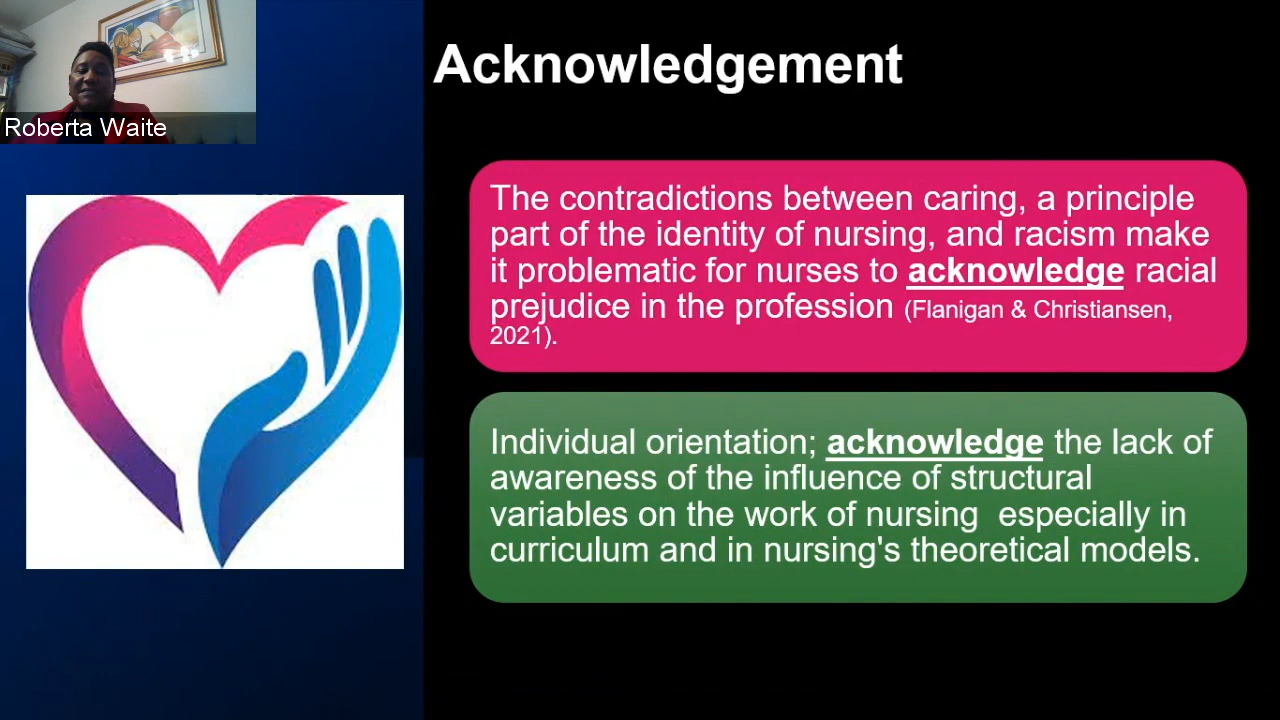 Roberta Waite
Acknowledgement
The contradictions between caring, a principle
part of the identity of nursing, and racism make
it problematic for nurses to acknowledge racial
prejudice in the profession (Flanigan & Christiansen,
2021).
Individual orientation; acknowledge the lack of
awareness of the influence of structural
variables on the work of nursing  especially in
curriculum and in nursing's theoretical models.